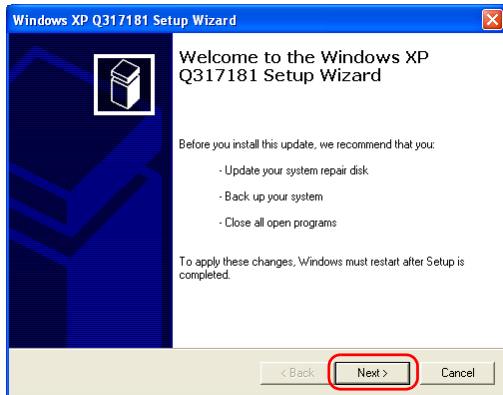 Windows XP Q317181 Setup Wizard
Welcome to the Windows XP
Q317181 Setup Wizard
Before you install this update, we recommend that you:
- Update your system repair disk
- Back up your system
- Close all open programs
To apply these changes, Windows must restart after Setup is
completed.
< Back Next > Cancel